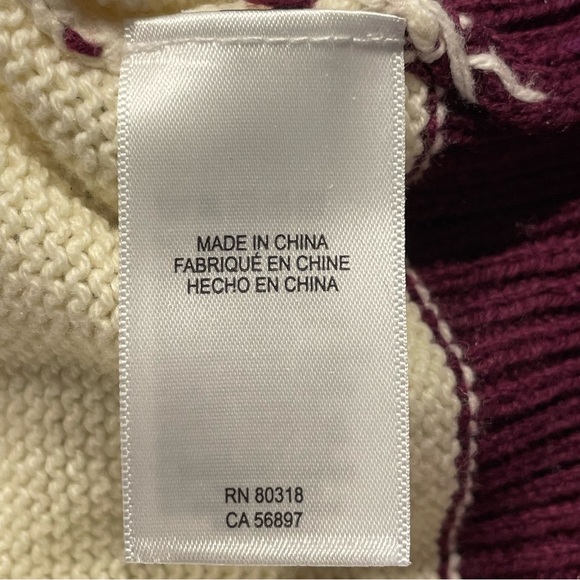 MADE IN CHINA
FABRIQUÉ EN CHINE
HECHO EN CHINA
RN 80318
CA 56897